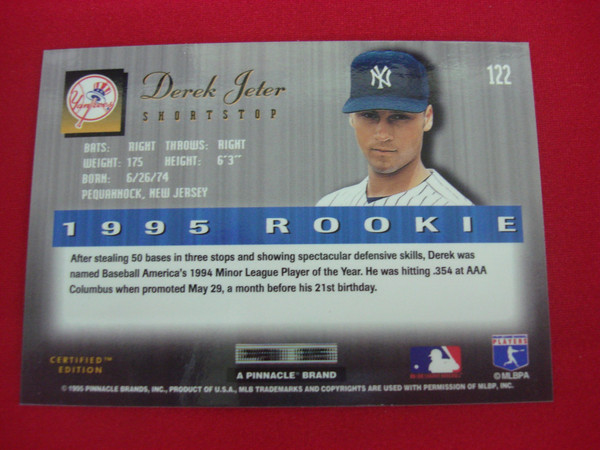 Yankees
Derek Jeter
122
SHORTSTOP
BATS: RIGHT THROWS: RIGHT
WEIGHT: 175 HEIGHT: 6'3"
BORN: 6/26/74
PEQUANNOCK, NEW JERSEY
NY
1995 ROOKIE
After stealing 50 bases in three stops and showing spectacular defensive skills, Derek was
named Baseball America's 1994 Minor League Player of the Year. He was hitting .354 at AAA
Columbus when promoted May 29, a month before his 21st birthday.
CERTIFIED™
EDITION
A PINNACLE® BRAND
PLAYERS
© MLBPA
© 1995 PINNACLE BRANDS, INC., PRODUCT OF U.S.A., MLB TRADEMARKS AND COPYRIGHTS ARE USED WITH PERMISSION OF MLBP, INC.